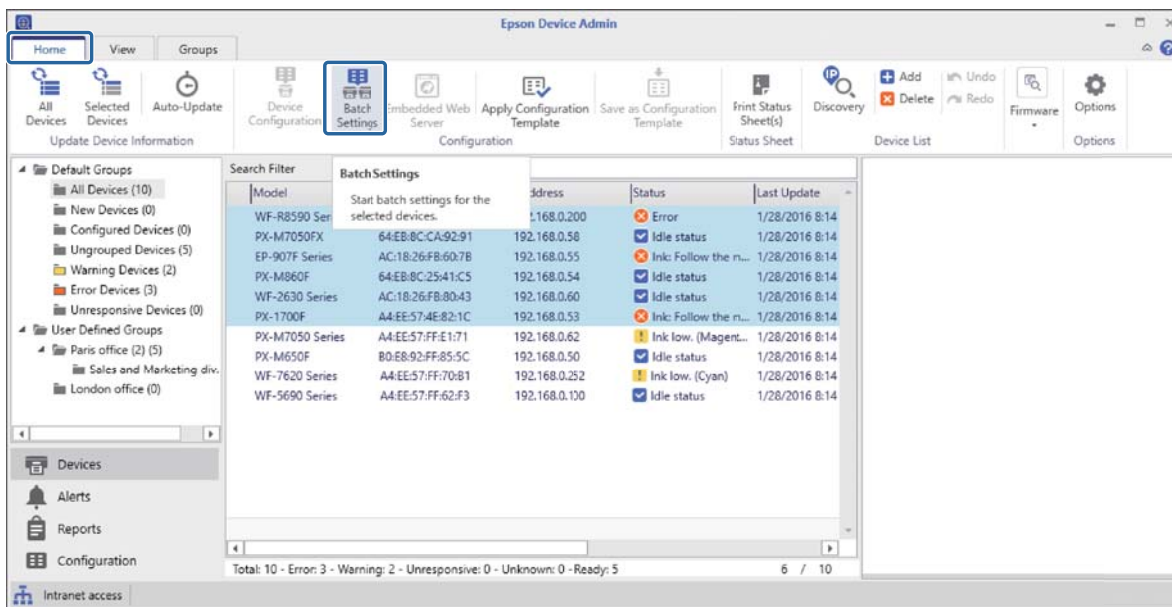 Epson Device Admin
Home View Groups
All Devices
Selected Devices
Auto-Update
Update Device Information
Device Configuration
Batch Settings
Embedded Web Server
Apply Configuration Template
Save as Configuration Template
Configuration
Print Status Sheet(s)
Status Sheet
Discovery
Add
Delete
Undo
Redo
Device List
Firmware
Options
Options
Default Groups
All Devices (10)
New Devices (0)
Configured Devices (0)
Ungrouped Devices (5)
Warning Devices (2)
Error Devices (3)
Unresponsive Devices (0)
User Defined Groups
Paris office (2) (5)
Sales and Marketing div.
London office (0)
Devices
Alerts
Reports
Configuration
Search Filter
Batch Settings
Start batch settings for the
selected devices.
Model ddress Status Last Update
WF-R8590 Ser .168.0.200 Error 1/28/2016 8:14
PX-M7050FX 64:EB:8C:CA:92:91 192.168.0.58 Idle status 1/28/2016 8:14
EP-907F Series AC:18:26:FB:60:7B 192.168.0.55 Ink: Follow the n... 1/28/2016 8:14
PX-M860F 64:EB:8C:25:41:C5 192.168.0.54 Idle status 1/28/2016 8:14
WF-2630 Series AC:18:26:FB:80:43 192.168.0.60 Idle status 1/28/2016 8:14
PX-1700F A4:EE:57:4E:82:1C 192.168.0.53 Ink: Follow the n... 1/28/2016 8:14
PX-M7050 Series A4:EE:57:FF:E1:71 192.168.0.62 Ink low. (Magent... 1/28/2016 8:14
PX-M650F B0:E8:92:FF:85:5C 192.168.0.50 Idle status 1/28/2016 8:14
WF-7620 Series A4:EE:57:FF:70:B1 192.168.0.252 Ink low. (Cyan) 1/28/2016 8:14
WF-5690 Series A4:EE:57:FF:62:F3 192.168.0.100 Idle status 1/28/2016 8:14
Total: 10 - Error: 3 - Warning: 2 - Unresponsive: 0 - Unknown: 0 -Ready: 5 6 / 10
Intranet access